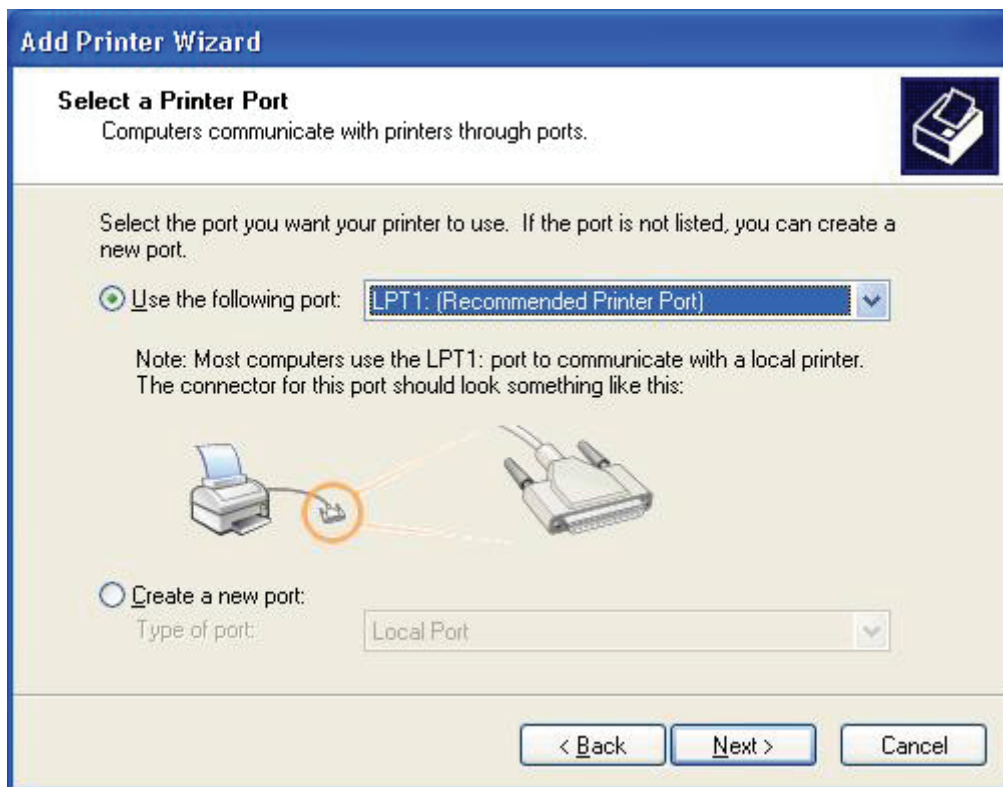 Add Printer Wizard
Select a Printer Port
Computers communicate with printers through ports.
Select the port you want your printer to use. If the port is not listed, you can create a
new port.
Use the following port: LPT1: (Recommended Printer Port)
Note: Most computers use the LPT1: port to communicate with a local printer.
The connector for this port should look something like this:
Create a new port:
Type of port: Local Port
< Back Next > Cancel